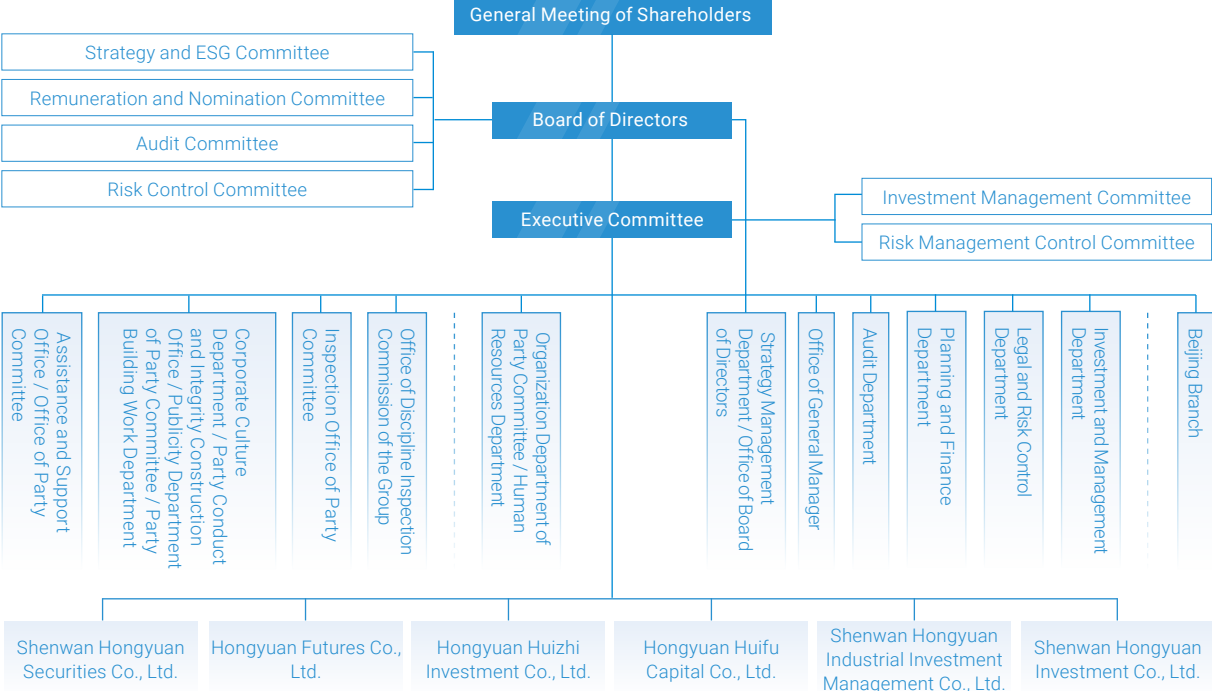 General Meeting of Shareholders
Strategy and ESG Committee
Remuneration and Nomination Committee
Audit Committee
Risk Control Committee
Board of Directors
Executive Committee
Investment Management Committee
Risk Management Control Committee
Assistance and Support
Office / Office of Party
Committee
Corporate Culture
Department / Party Conduct
and Integrity Construction
Office / Publicity Department
of Party Committee / Party
Building Work Department
Inspection Office of Party
Committee
Office of Discipline Inspection
Commission of the Group
Organization Department of
Party Committee / Human
Resources Department
Strategy Management
Department / Office of Board
of Directors
Office of General Manager
Audit Department
Planning and Finance
Department
Legal and Risk Control
Department
Investment and Management
Department
Beijing Branch
Shenwan Hongyuan
Securities Co., Ltd.
Hongyuan Futures Co.,
Ltd.
Hongyuan Huizhi
Investment Co., Ltd.
Hongyuan Huifu
Capital Co., Ltd.
Shenwan Hongyuan
Industrial Investment
Management Co., Ltd.
Shenwan Hongyuan
Investment Co., Ltd.